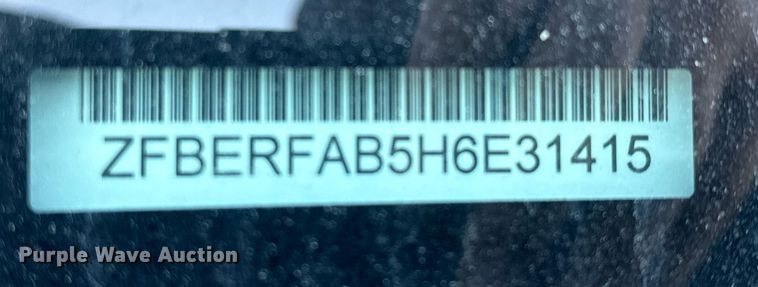 ZFBERFAB5H6E31415
Purple Wave Auction